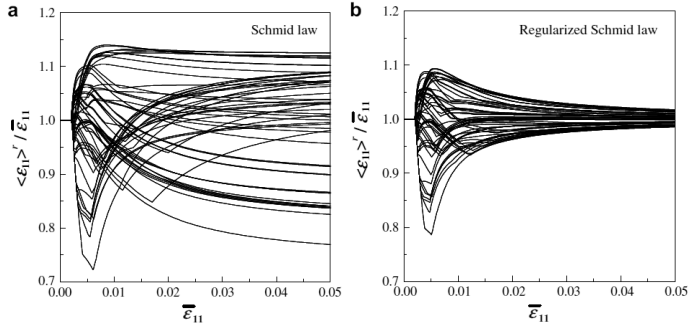 a
Schmid law
1.2
1.1
1.0
0.9
0.8
0.7
<ε₁₁>ʳ / ε̅₁₁
0.00 0.01 0.02 0.03 0.04 0.05
ε̅₁₁
b
Regularized Schmid law
1.2
1.1
1.0
0.9
0.8
0.7
<ε₁₁>ʳ / ε̅₁₁
0.00 0.01 0.02 0.03 0.04 0.05
ε̅₁₁